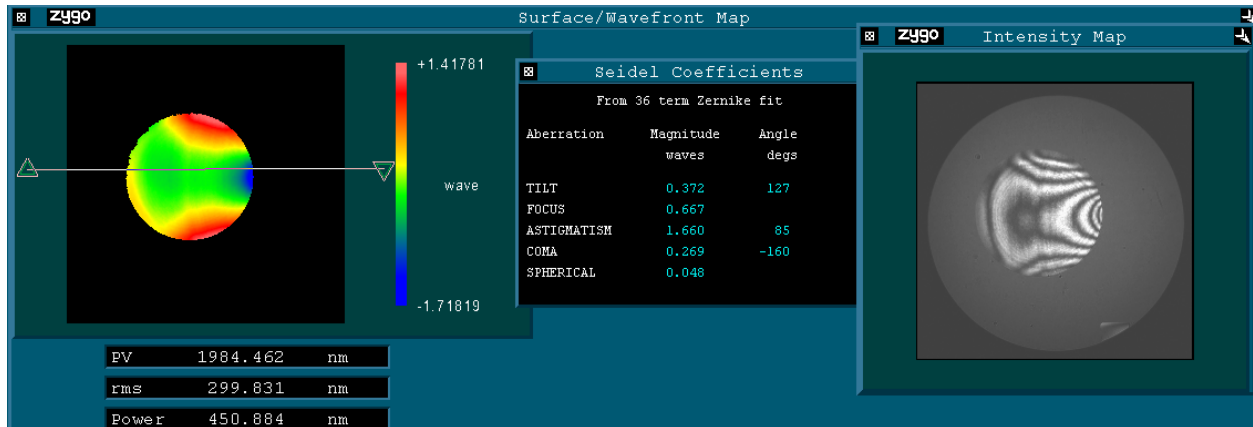 zygo Surface/Wavefront Map
+1.41781
wave
-1.71819
PV 1984.462 nm
rms 299.831 nm
Power 450.884 nm
Seidel Coefficients
From 36 term Zernike fit
Aberration Magnitude Angle
waves degs
TILT 0.372 127
FOCUS 0.667
ASTIGMATISM 1.660 85
COMA 0.269 -160
SPHERICAL 0.048
zygo Intensity Map